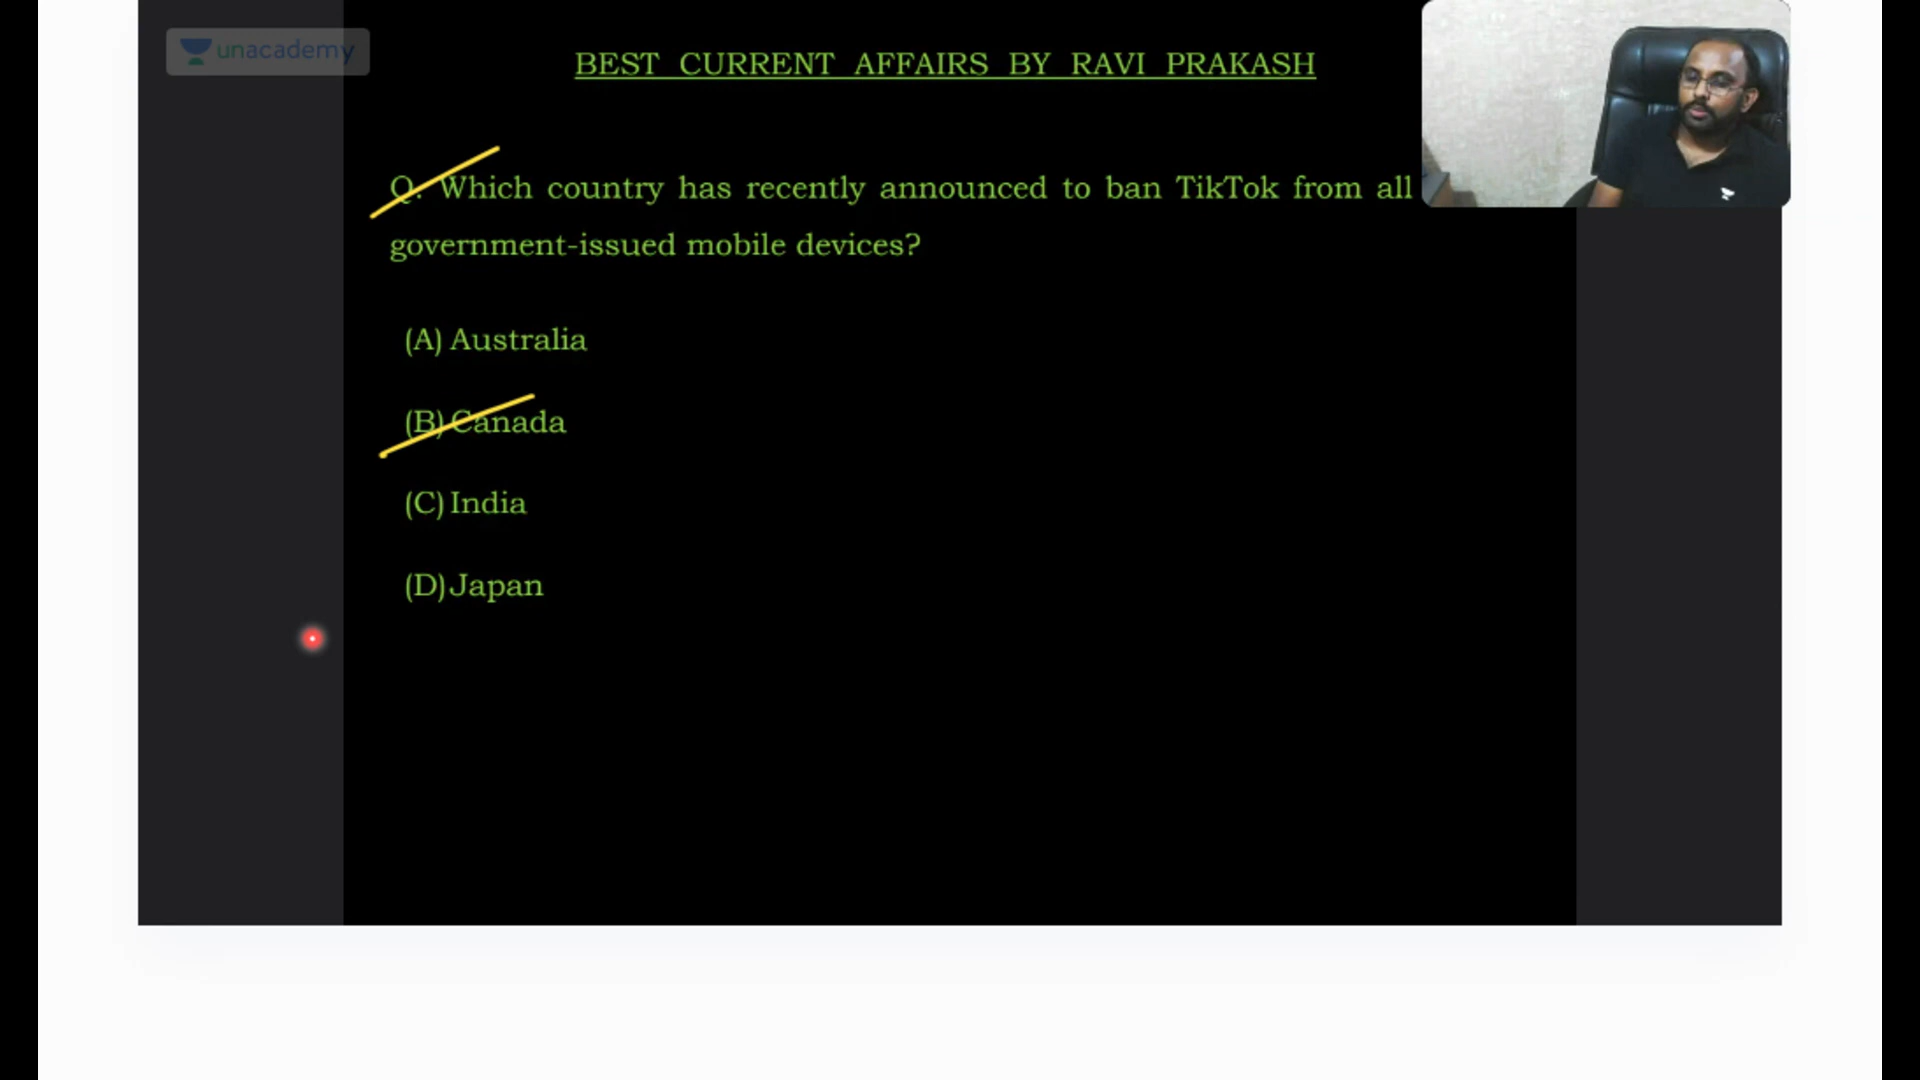 unacademy
BEST CURRENT AFFAIRS BY RAVI PRAKASH
Q. Which country has recently announced to ban TikTok from all
government-issued mobile devices?
(A) Australia
(B) Canada
(C) India
(D) Japan